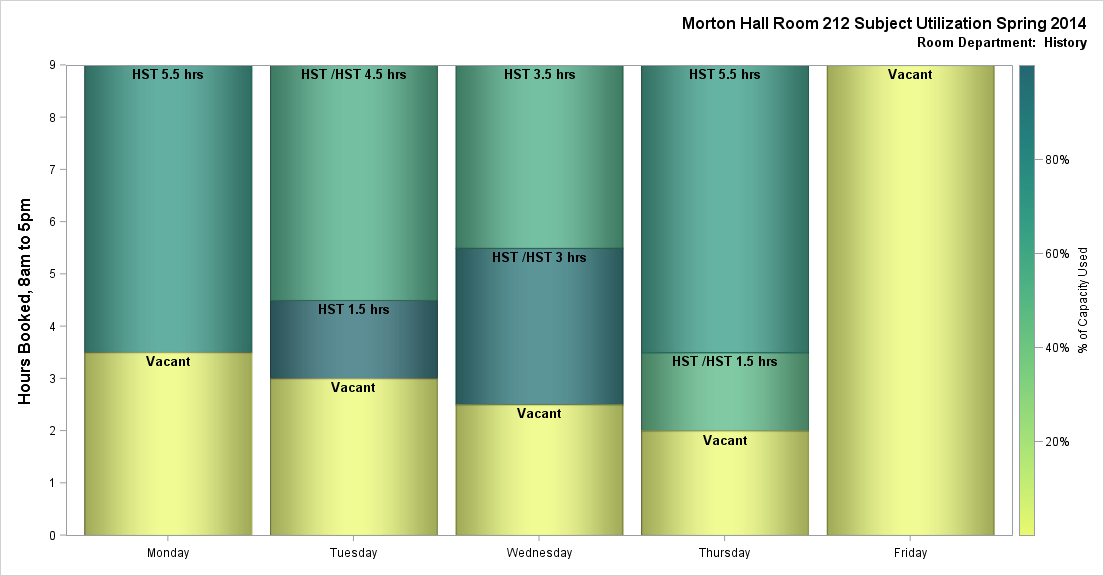 Morton Hall Room 212 Subject Utilization Spring 2014
Room Department:  History
Hours Booked, 8am to 5pm
9
8
7
6
5
4
3
2
1
0
HST 5.5 hrs
Vacant
HST /HST 4.5 hrs
HST 1.5 hrs
Vacant
HST 3.5 hrs
HST /HST 3 hrs
Vacant
HST 5.5 hrs
HST /HST 1.5 hrs
Vacant
Vacant
Monday
Tuesday
Wednesday
Thursday
Friday
80%
60%
40%
20%
% of Capacity Used